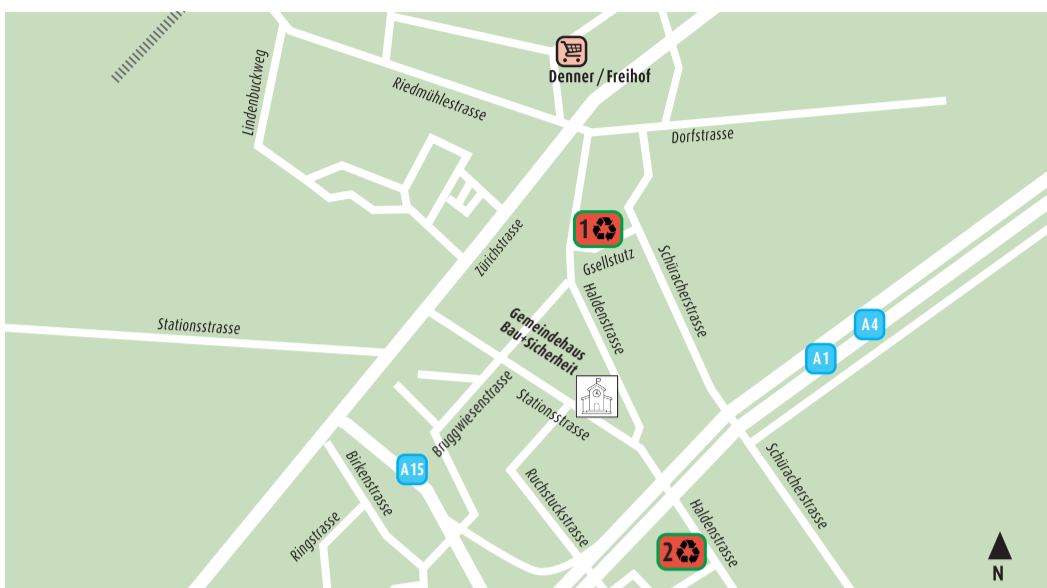 Denner / Freihof
Lindenbuckweg
Riedmühlestrasse
Dorfstrasse
1
Zürichstrasse
Gsellstutz
Schüracherstrasse
Haldenstrasse
Gemeindehaus
Bau+Sicherheit
Stationsstrasse
A4
A1
Bruggwiesenstrasse
Stationsstrasse
A15
Birkenstrasse
Ringstrasse
Ruchstuckstrasse
Haldenstrasse
Schüracherstrasse
2
N